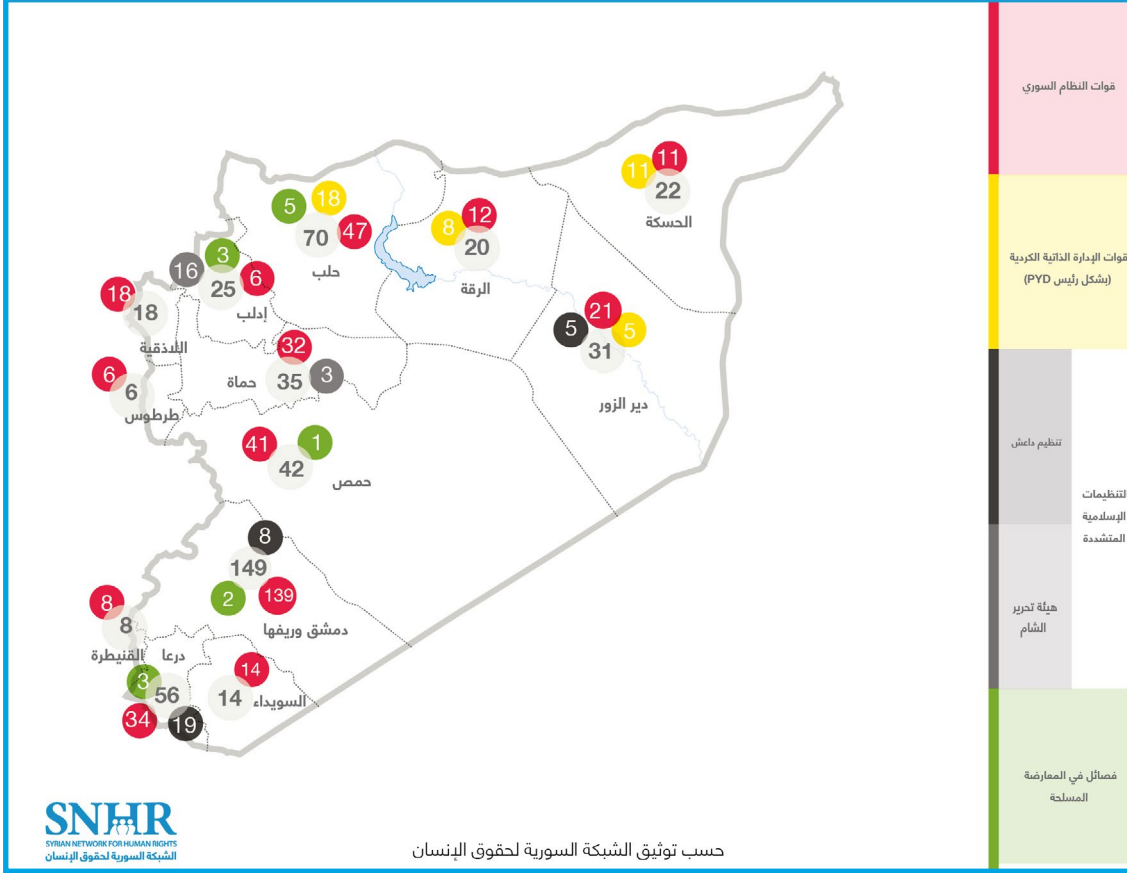 11
11
22
الحسكة
5
18
70
47
حلب
12
8
20
الرقة
3
16
6
25
إدلب
18
18
اللاذقية
21
5
5
31
دير الزور
32
3
35
حماة
6
6
طرطوس
41
1
42
حمص
8
149
2
139
دمشق وريفها
8
8
القنيطرة
درعا
3
56
34
19
14
14
السويداء
قوات النظام السوري
قوات الإدارة الذاتية الكردية
(بشكل رئيس PYD)
تنظيم داعش
التنظيمات
الإسلامية
المتشددة
هيئة تحرير
الشام
فصائل في المعارضة
المسلحة
SNHR
SYRIAN NETWORK FOR HUMAN RIGHTS
الشبكة السورية لحقوق الإنسان
حسب توثيق الشبكة السورية لحقوق الإنسان